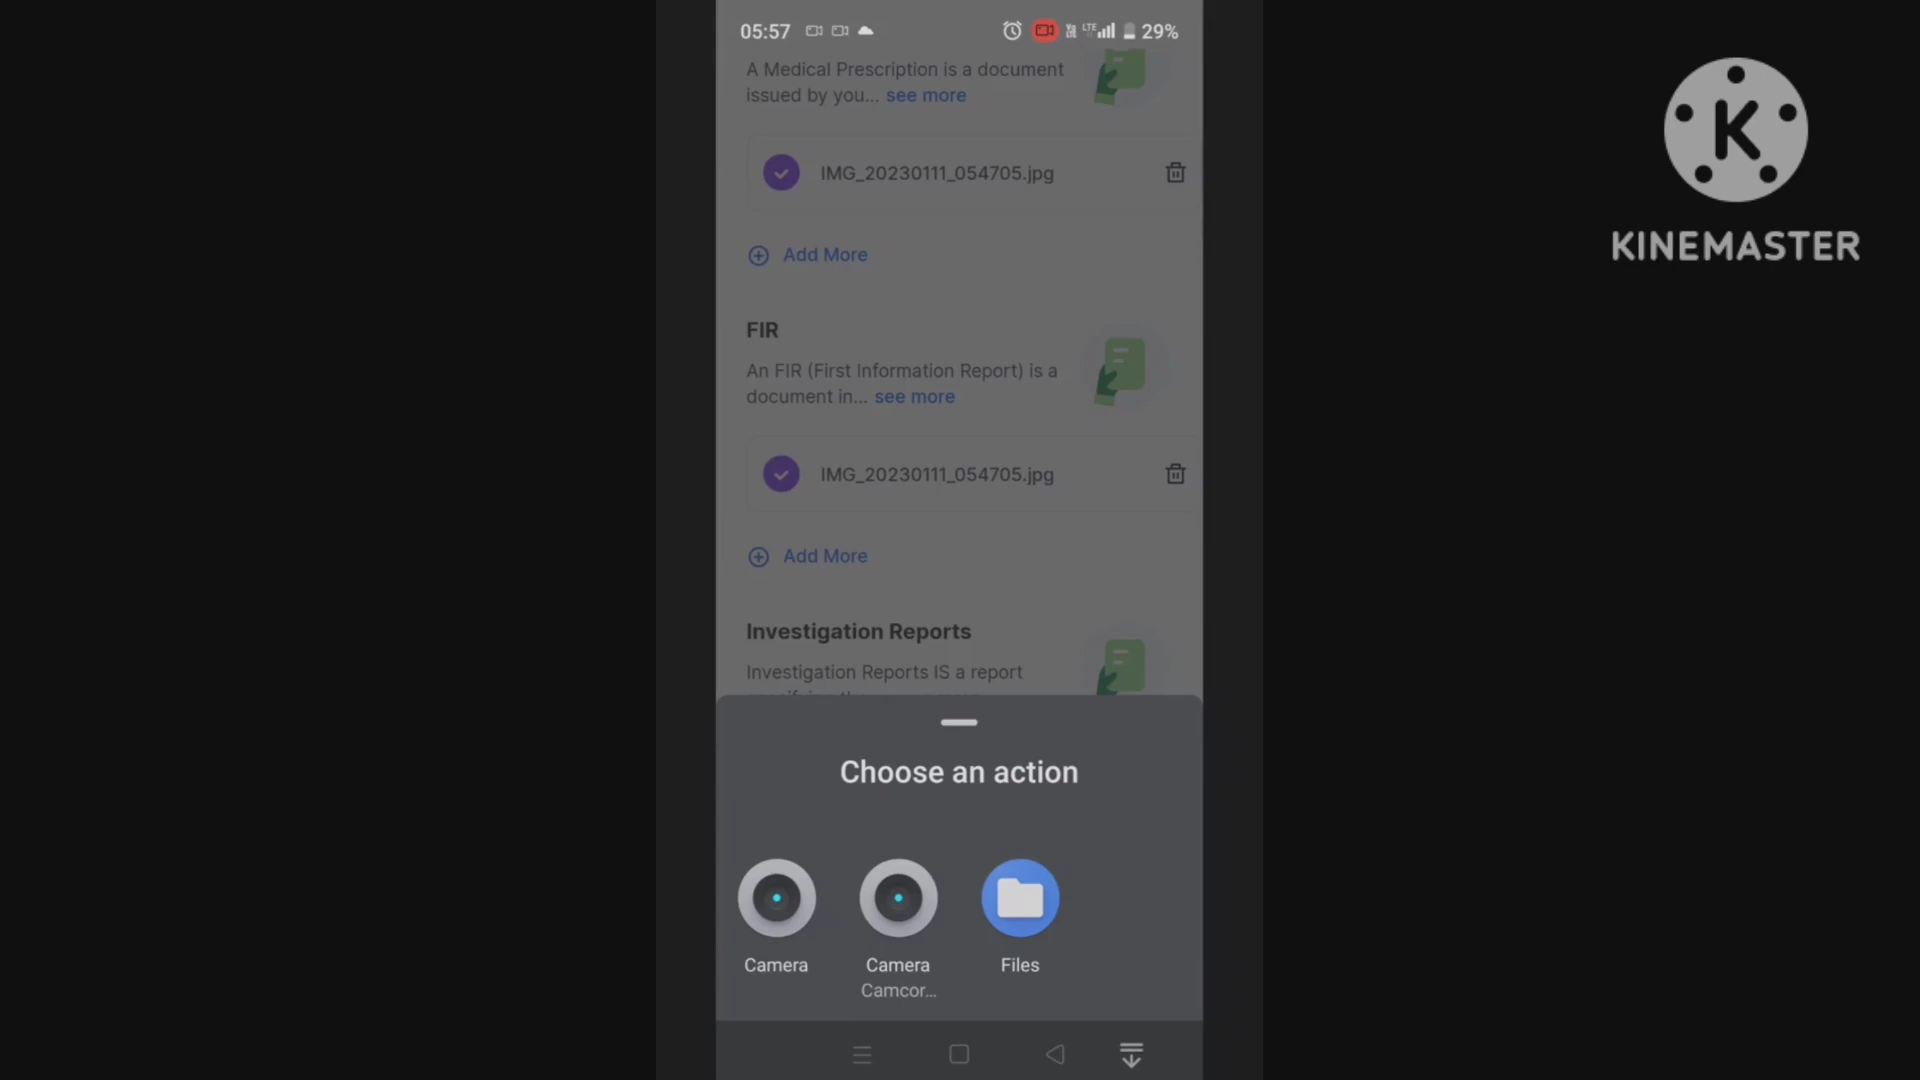 05:57
LTE
29%
A Medical Prescription is a document
issued by you... see more
IMG_20230111_054705.jpg
Add More
FIR
An FIR (First Information Report) is a
document in... see more
IMG_20230111_054705.jpg
Add More
Investigation Reports
Investigation Reports IS a report
Choose an action
Camera
Camera
Camcor...
Files
K
KINEMASTER